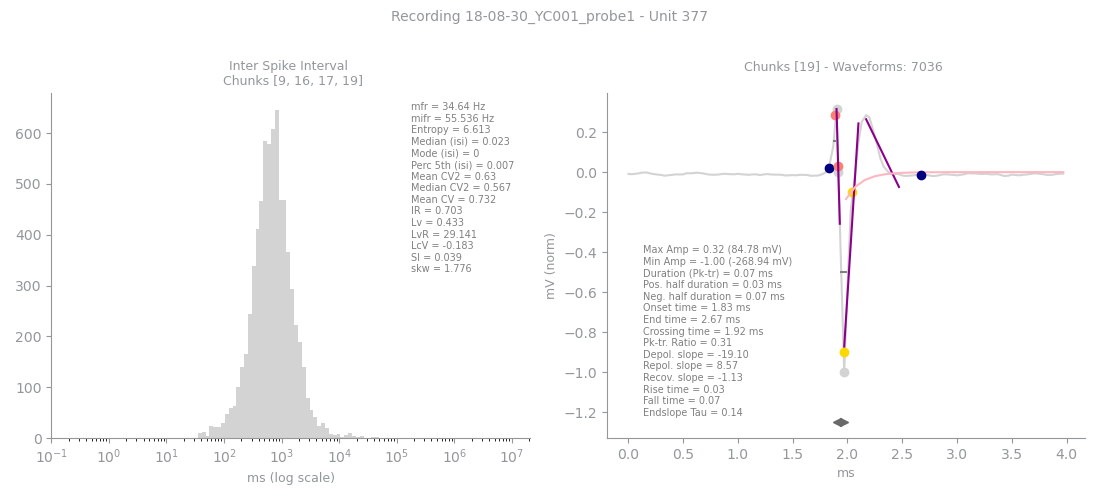 Recording 18-08-30_YC001_probe1 - Unit 377
Inter Spike Interval
Chunks [9, 16, 17, 19]
mfr = 34.64 Hz
mifr = 55.536 Hz
Entropy = 6.613
Median (isi) = 0.023
Mode (isi) = 0
Perc 5th (isi) = 0.007
Mean CV2 = 0.63
Median CV2 = 0.567
Mean CV = 0.732
IR = 0.703
Lv = 0.433
LvR = 29.141
LcV = -0.183
SI = 0.039
skw = 1.776
600
500
400
300
200
100
0
10⁻¹ 10⁰ 10¹ 10² 10³ 10⁴ 10⁵ 10⁶ 10⁷
ms (log scale)
Chunks [19] - Waveforms: 7036
mV (norm)
0.2
0.0
−0.2
−0.4
−0.6
−0.8
−1.0
−1.2
Max Amp = 0.32 (84.78 mV)
Min Amp = -1.00 (-268.94 mV)
Duration (Pk-tr) = 0.07 ms
Pos. half duration = 0.03 ms
Neg. half duration = 0.07 ms
Onset time = 1.83 ms
End time = 2.67 ms
Crossing time = 1.92 ms
Pk-tr. Ratio = 0.31
Depol. slope = -19.10
Repol. slope = 8.57
Recov. slope = -1.13
Rise time = 0.03
Fall time = 0.07
Endslope Tau = 0.14
0.0 0.5 1.0 1.5 2.0 2.5 3.0 3.5 4.0
ms